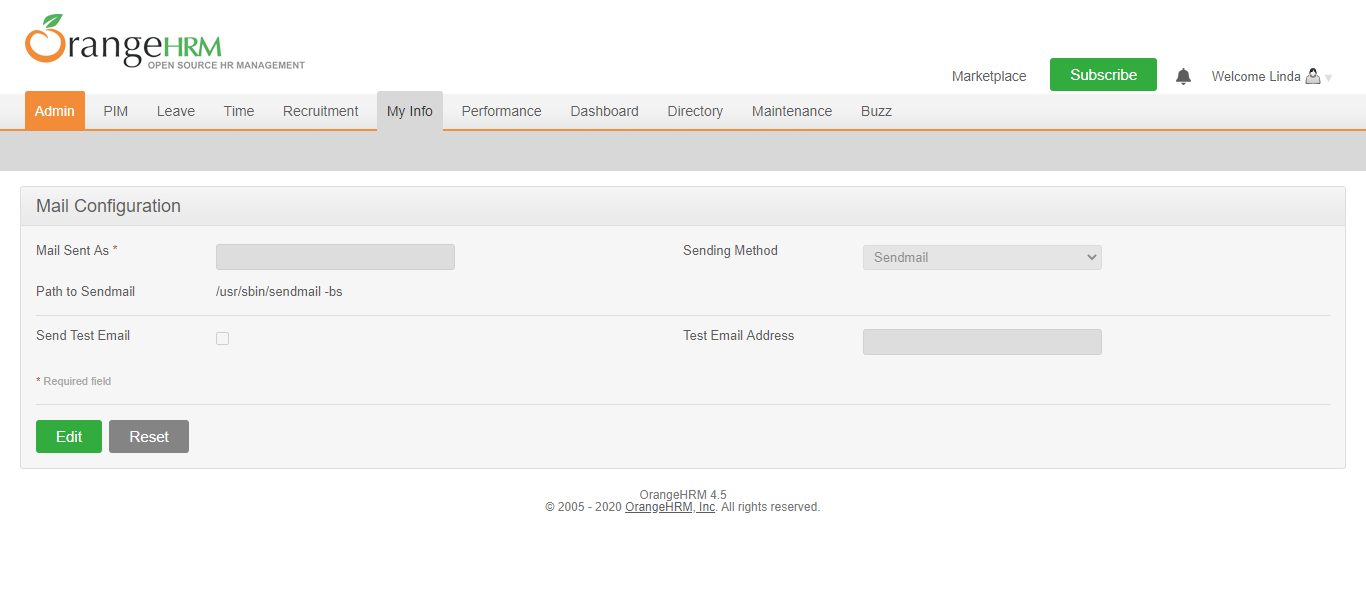 OrangeHRM
OPEN SOURCE HR MANAGEMENT
Marketplace Subscribe Welcome Linda
Admin PIM Leave Time Recruitment My Info Performance Dashboard Directory Maintenance Buzz
Mail Configuration
Mail Sent As * Sending Method Sendmail
Path to Sendmail /usr/sbin/sendmail -bs
Send Test Email Test Email Address
* Required field
Edit Reset
OrangeHRM 4.5
© 2005 - 2020 OrangeHRM, Inc. All rights reserved.